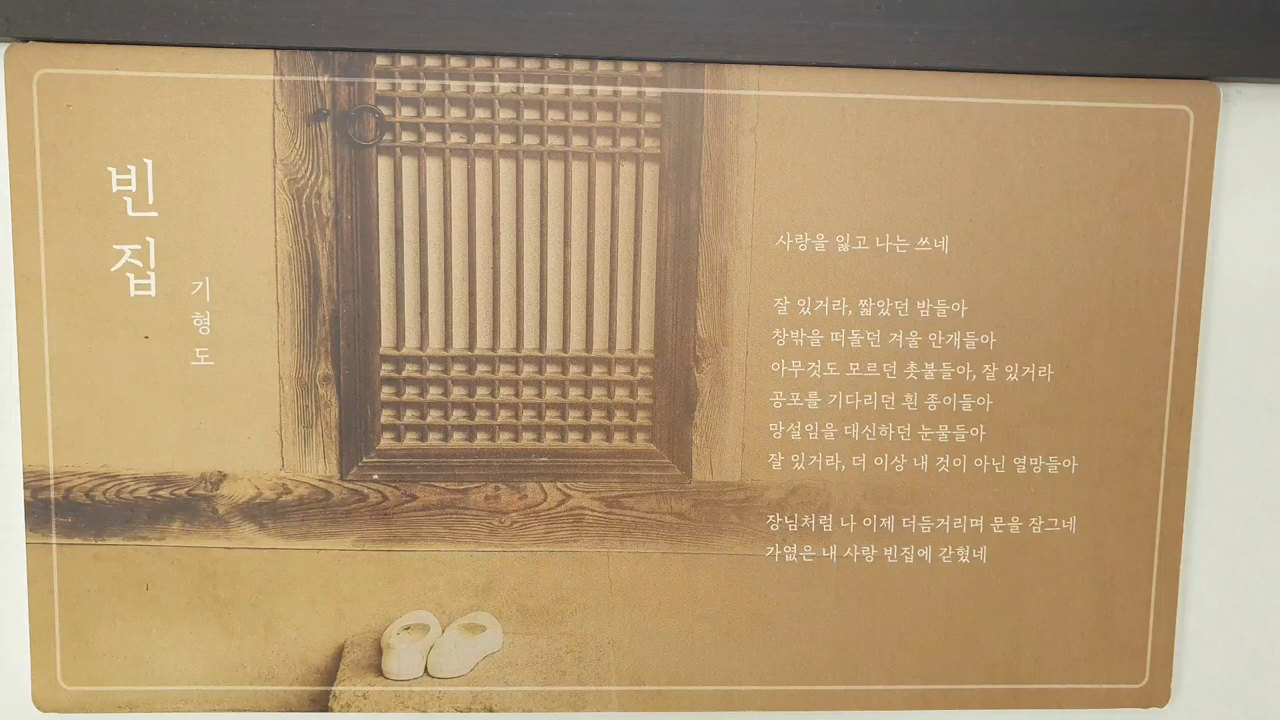 빈집
기형도
사랑을 잃고 나는 쓰네
잘 있거라, 짧았던 밤들아
창밖을 떠돌던 겨울 안개들아
아무것도 모르던 촛불들아, 잘 있거라
공포를 기다리던 흰 종이들아
망설임을 대신하던 눈물들아
잘 있거라, 더 이상 내 것이 아닌 열망들아
장님처럼 나 이제 더듬거리며 문을 잠그네
가엾은 내 사랑 빈집에 갇혔네